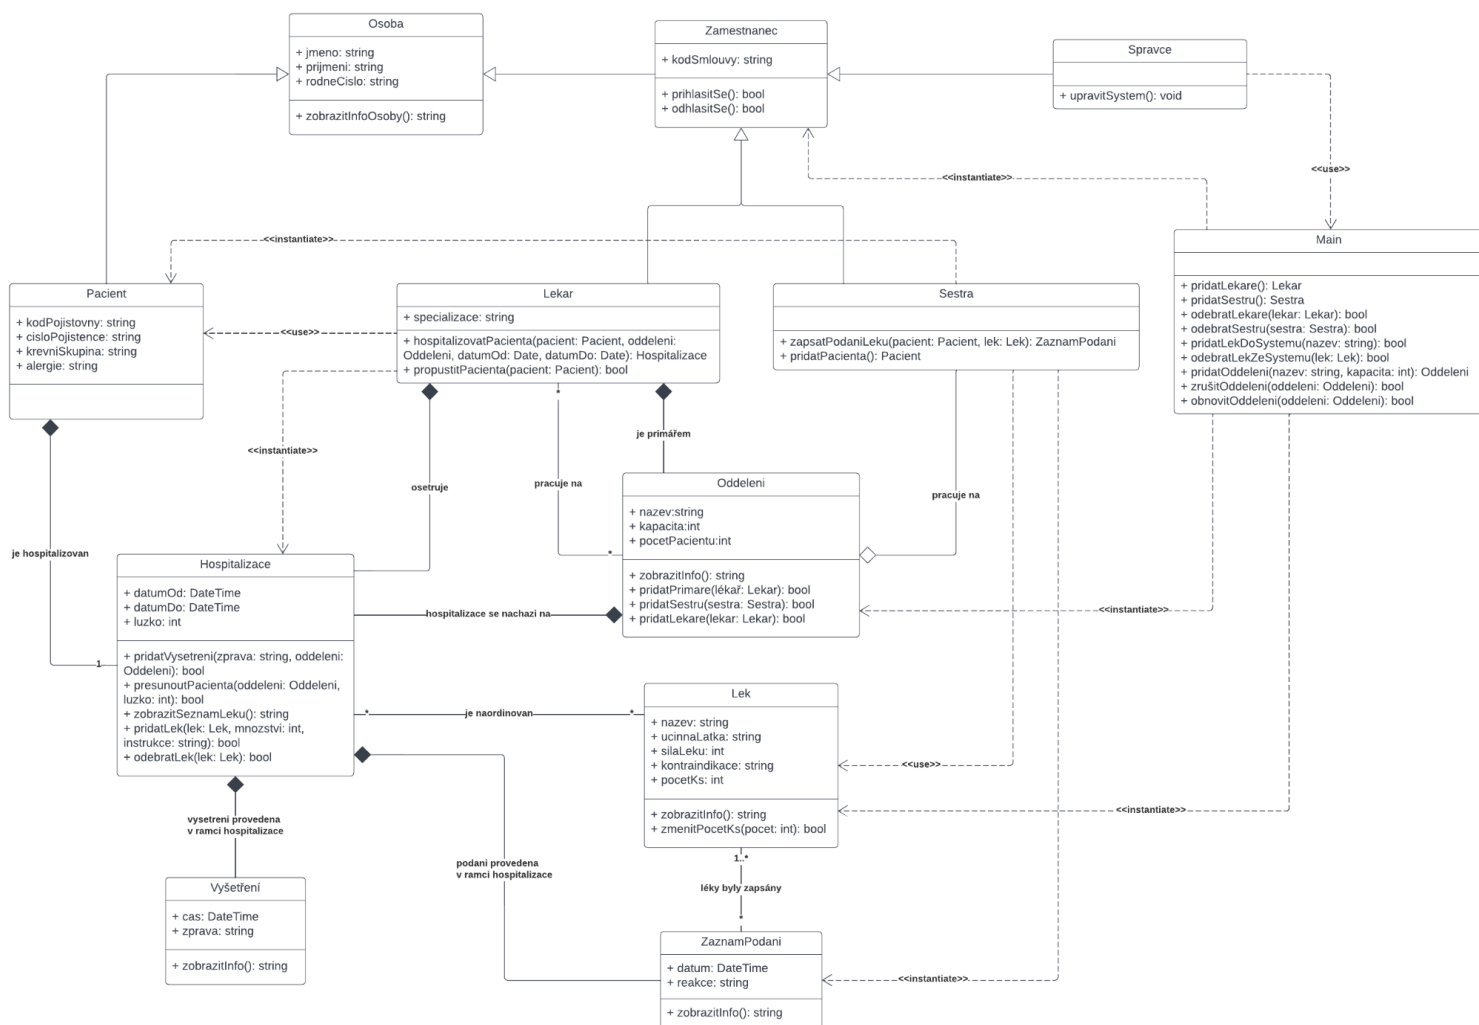 Osoba
+ jmeno: string
+ prijmeni: string
+ rodneCislo: string
+ zobrazitInfoOsoby(): string
Zamestnanec
+ kodSmlouvy: string
+ prihlasitSe(): bool
+ odhlasitSe(): bool
Spravce
+ upravitSystem(): void
<<instantiate>>
<<use>>
<<instantiate>>
Main
+ pridatLekare(): Lekar
+ pridatSestru(): Sestra
+ odebratLekare(lekar: Lekar): bool
+ odebratSestru(sestra: Sestra): bool
+ pridatLekDoSystemu(nazev: string): bool
+ odebratLekZeSystemu(lek: Lek): bool
+ pridatOddeleni(nazev: string, kapacita: int): Oddeleni
+ zrušitOddeleni(oddeleni: Oddeleni): bool
+ obnovitOddeleni(oddeleni: Oddeleni): bool
Pacient
+ kodPojistovny: string
+ cisloPojistence: string
+ krevniSkupina: string
+ alergie: string
<<use>>
Lekar
+ specializace: string
+ hospitalizovatPacienta(pacient: Pacient, oddeleni:
Oddeleni, datumOd: Date, datumDo: Date): Hospitalizace
+ propustitPacienta(pacient: Pacient): bool
Sestra
+ zapsatPodaniLeku(pacient: Pacient, lek: Lek): ZaznamPodani
+ pridatPacienta(): Pacient
*
je primářem
<<instantiate>>
osetruje
pracuje na
*
pracuje na
Oddeleni
+ nazev:string
+ kapacita:int
+ pocetPacientu:int
+ zobrazitInfo(): string
+ pridatPrimare(lékař: Lekar): bool
+ pridatSestru(sestra: Sestra): bool
+ pridatLekare(lekar: Lekar): bool
je hospitalizovan
1
Hospitalizace
+ datumOd: DateTime
+ datumDo: DateTime
+ luzko: int
+ pridatVysetreni(zprava: string, oddeleni:
Oddeleni): bool
+ presunoutPacienta(oddeleni: Oddeleni,
luzko: int): bool
+ zobrazitSeznamLeku(): string
+ pridatLek(lek: Lek, mnozstvi: int,
instrukce: string): bool
+ odebratLek(lek: Lek): bool
hospitalizace se nachazi na
<<instantiate>>
* je naordinovan *
Lek
+ nazev: string
+ ucinnaLatka: string
+ silaLeku: int
+ kontraindikace: string
+ pocetKs: int
+ zobrazitInfo(): string
+ zmenitPocetKs(pocet: int): bool
<<use>>
<<instantiate>>
vysetreni provedena
v ramci hospitalizace
podani provedena
v ramci hospitalizace
1..*
léky byly zapsány
*
Vyšetření
+ cas: DateTime
+ zprava: string
+ zobrazitInfo(): string
ZaznamPodani
+ datum: DateTime
+ reakce: string
+ zobrazitInfo(): string
<<instantiate>>